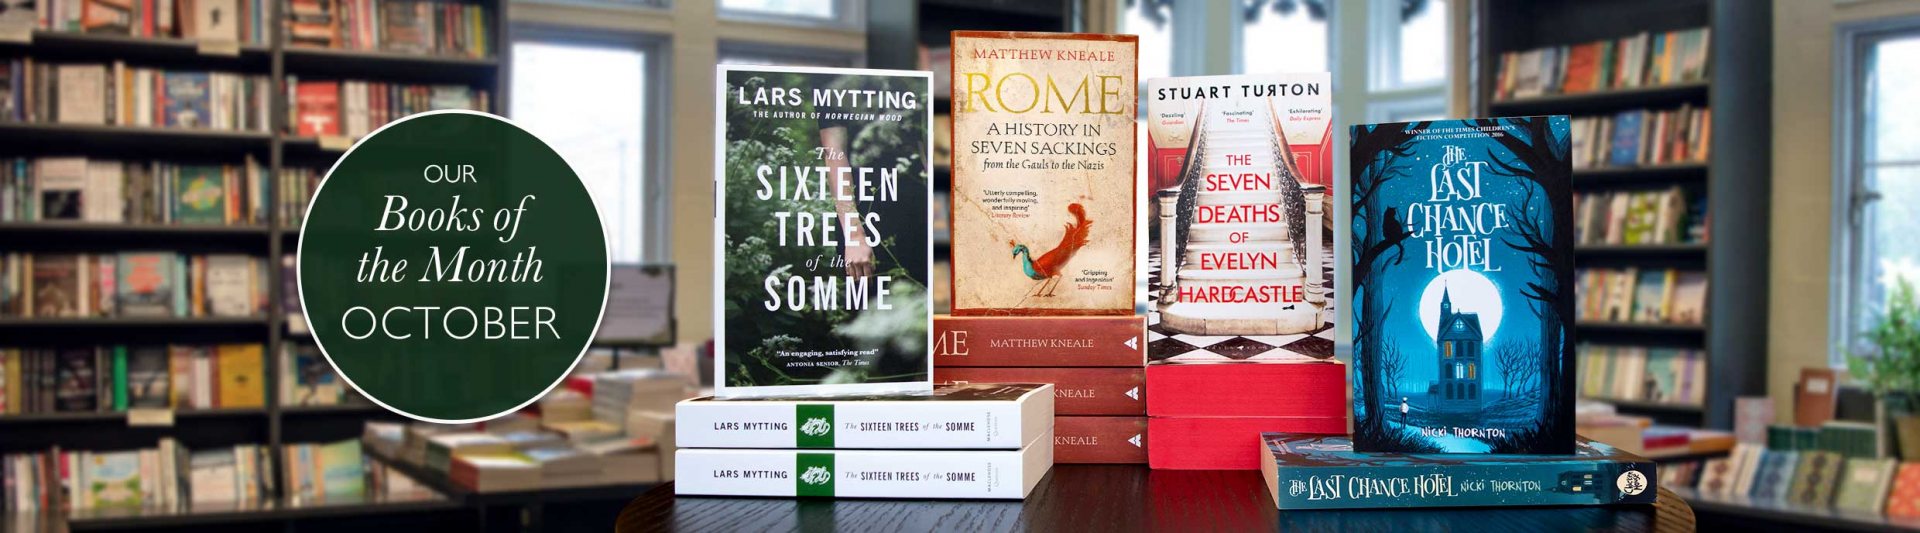 OUR
Books of
the Month
OCTOBER
LARS MYTTING
THE AUTHOR OF NORWEGIAN WOOD
The
SIXTEEN
TREES
of the
SOMME
"An engaging, satisfying read"
ANTONIA SENIOR, The Times
LARS MYTTING The SIXTEEN TREES of the SOMME MACLEHOSE
LARS MYTTING The SIXTEEN TREES of the SOMME MACLEHOSE
MATTHEW KNEALE
ROME
A HISTORY IN
SEVEN SACKINGS
from the Gauls to the Nazis
'Utterly compelling,
wonderfully moving,
and inspiring'
Literary Review
'Gripping
and ingenious'
Sunday Times
ME MATTHEW KNEALE
KNEALE
KNEALE
STUART TURTON
'Dazzling' 'Fascinating' 'Exhilarating'
Guardian The Times Daily Express
THE
SEVEN
DEATHS
OF
EVELYN
HARDCASTLE
WINNER OF THE TIMES CHILDREN'S
FICTION COMPETITION 2016
THE
LAST
CHANCE
HOTEL
NICKI THORNTON
THE LAST CHANCE HOTEL NICKI THORNTON